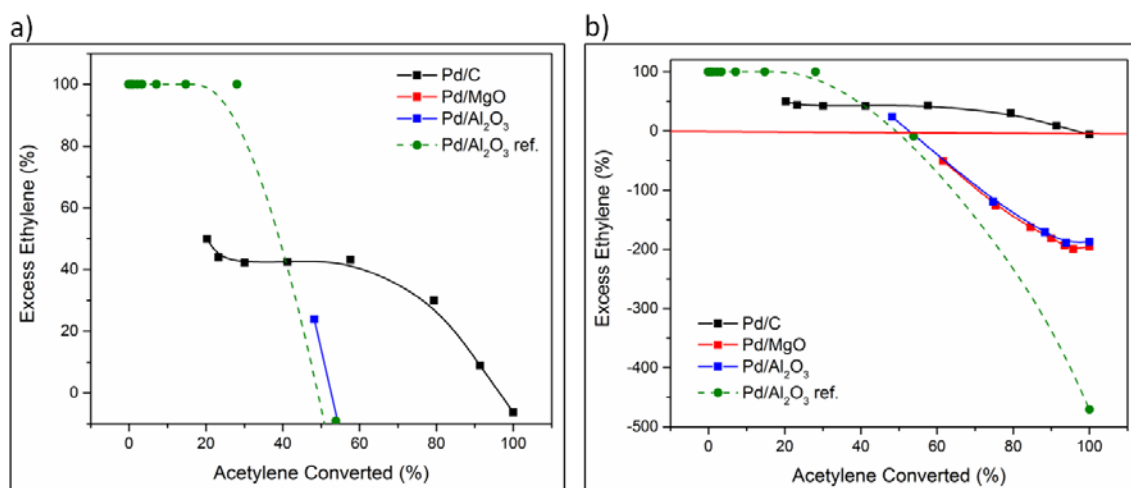 a)
Excess Ethylene (%)
100
80
60
40
20
0
0 20 40 60 80 100
Acetylene Converted (%)
Pd/C
Pd/MgO
Pd/Al₂O₃
Pd/Al₂O₃ ref.
b)
Excess Ethylene (%)
100
0
-100
-200
-300
-400
-500
0 20 40 60 80 100
Acetylene Converted (%)
Pd/C
Pd/MgO
Pd/Al₂O₃
Pd/Al₂O₃ ref.